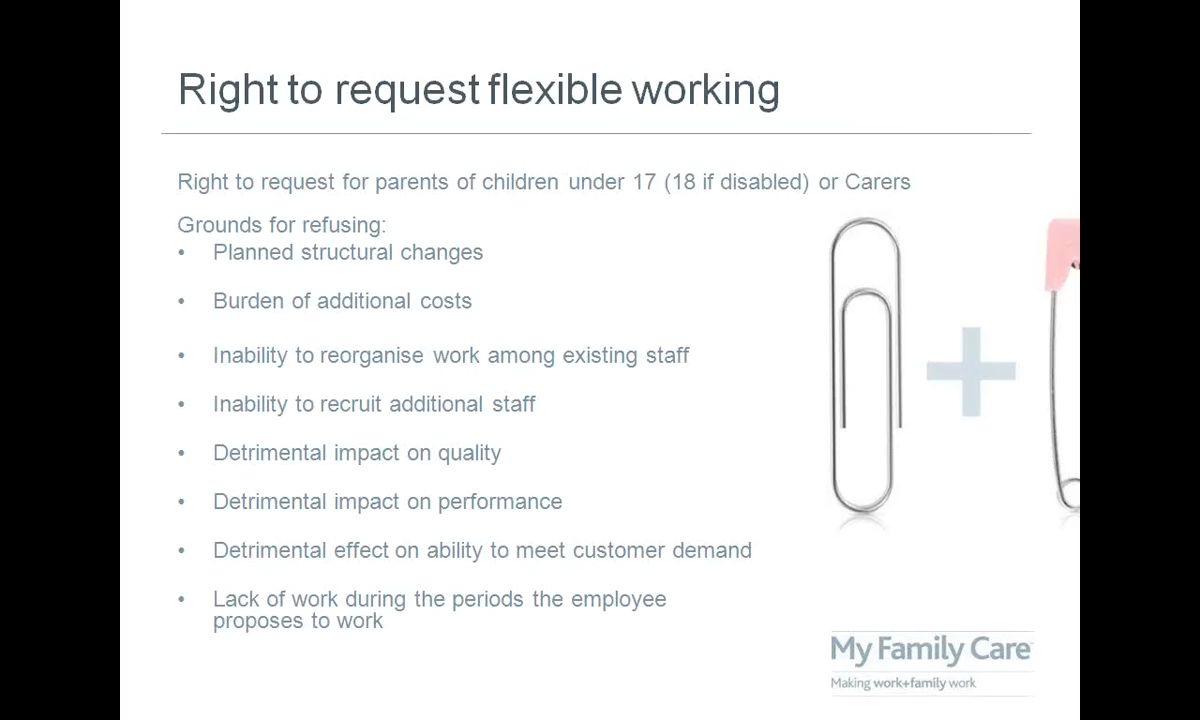 Right to request flexible working
Right to request for parents of children under 17 (18 if disabled) or Carers
Grounds for refusing:
• Planned structural changes
• Burden of additional costs
• Inability to reorganise work among existing staff
• Inability to recruit additional staff
• Detrimental impact on quality
• Detrimental impact on performance
• Detrimental effect on ability to meet customer demand
• Lack of work during the periods the employee
proposes to work
My Family Care
Making work+family work